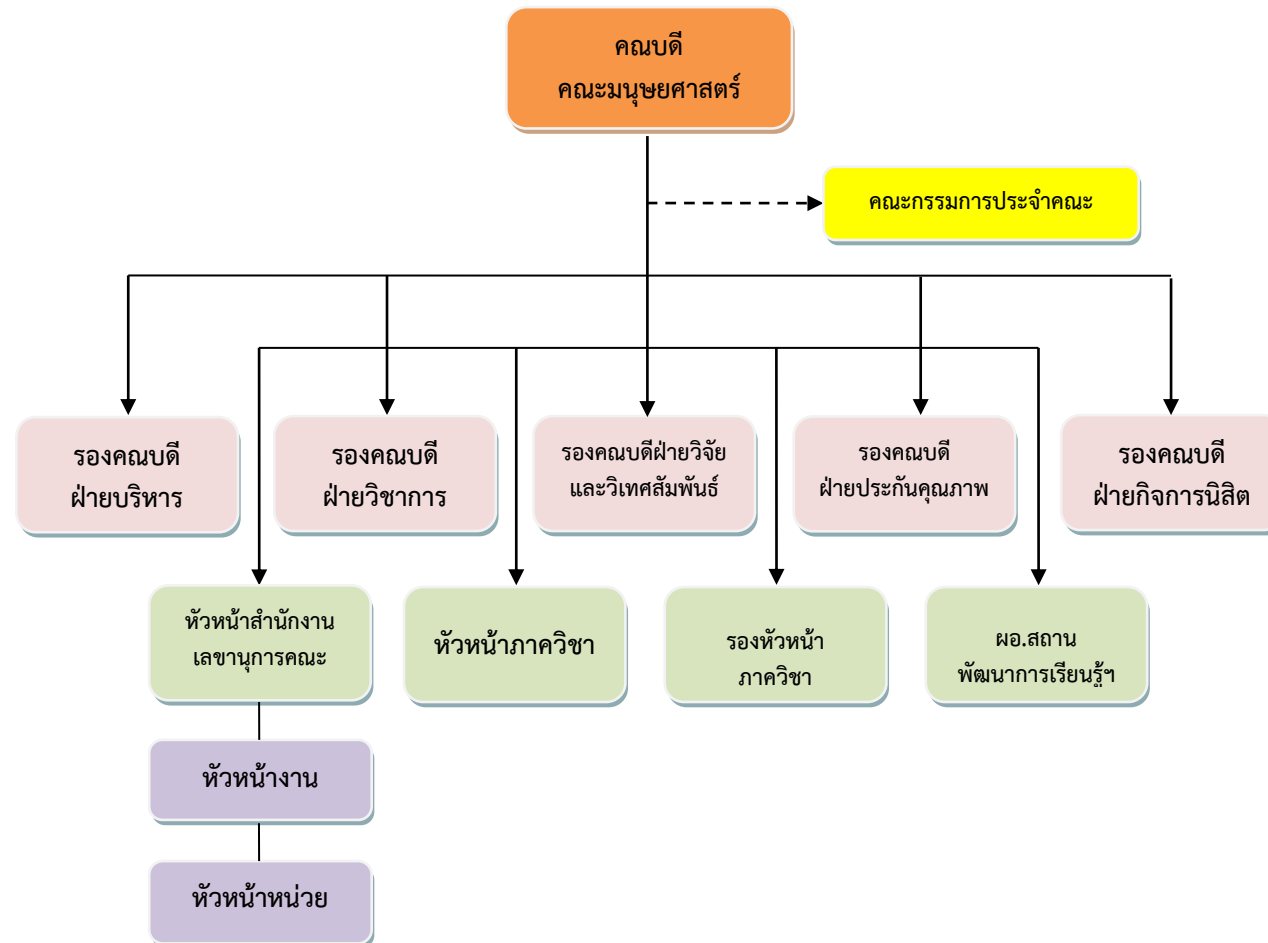 คณบดี
คณะมนุษยศาสตร์
คณะกรรมการประจำคณะ
รองคณบดี
ฝ่ายบริหาร
รองคณบดี
ฝ่ายวิชาการ
รองคณบดีฝ่ายวิจัย
และวิเทศสัมพันธ์
รองคณบดี
ฝ่ายประกันคุณภาพ
รองคณบดี
ฝ่ายกิจการนิสิต
หัวหน้าสำนักงาน
เลขานุการคณะ
หัวหน้าภาควิชา
รองหัวหน้า
ภาควิชา
ผอ.สถาน
พัฒนาการเรียนรู้ฯ
หัวหน้างาน
หัวหน้าหน่วย